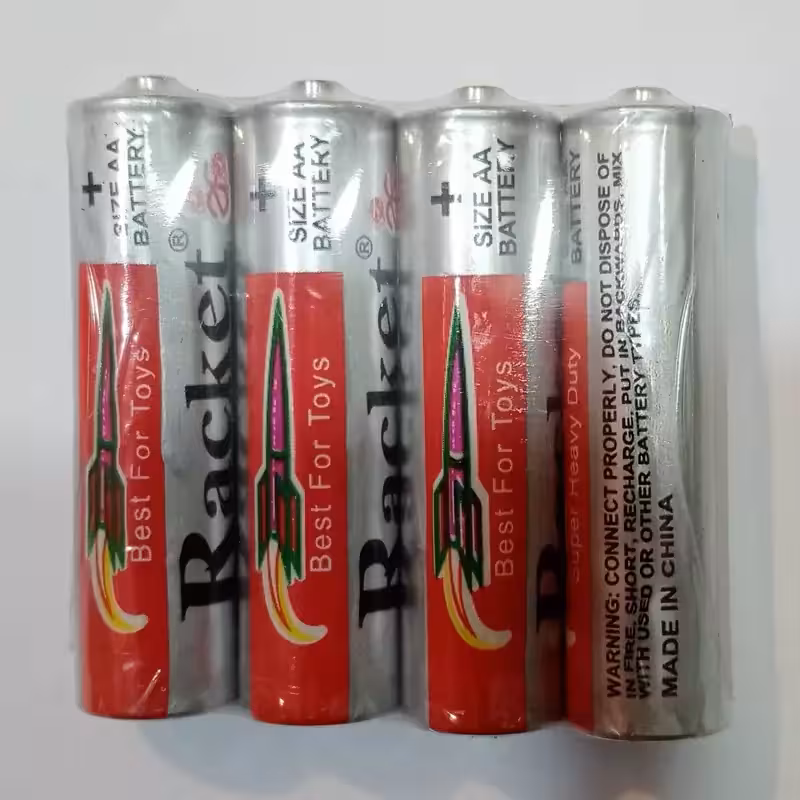 +
SIZE AA
BATTERY
Best For Toys
Racket®
+
SIZE AA
BATTERY
Best For Toys
Racket®
+
SIZE AA
BATTERY
Best For Toys
BATTERY
Super Heavy Duty
WARNING: CONNECT PROPERLY, DO NOT DISPOSE OF
IN FIRE, SHORT, RECHARGE, PUT IN BACKWARDS, MIX
WITH USED OR OTHER BATTERY TYPES.
MADE IN CHINA